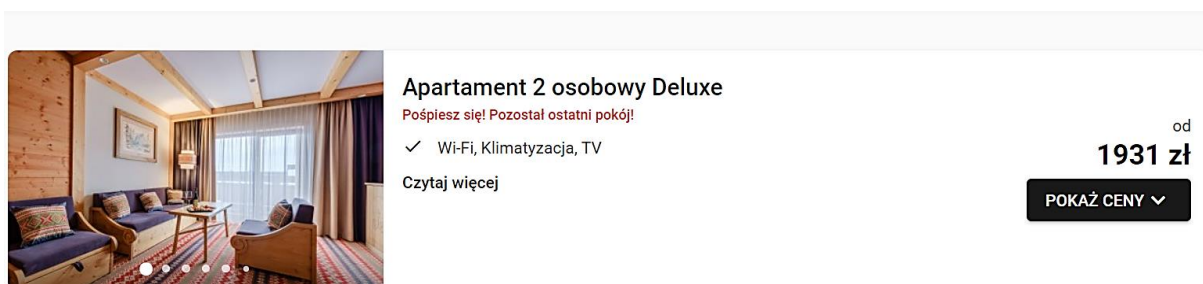 Apartament 2 osobowy Deluxe
Pośpiesz się! Pozostał ostatni pokój!
Wi-Fi, Klimatyzacja, TV
Czytaj więcej
od
1931 zł
POKAŻ CENY